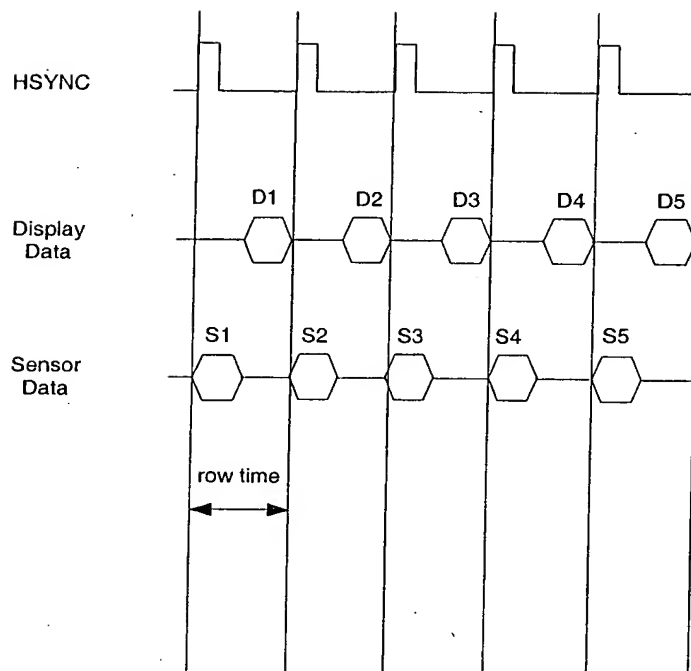 HSYNC
D1 D2 D3 D4 D5
Display
Data
S1 S2 S3 S4 S5
Sensor
Data
row time